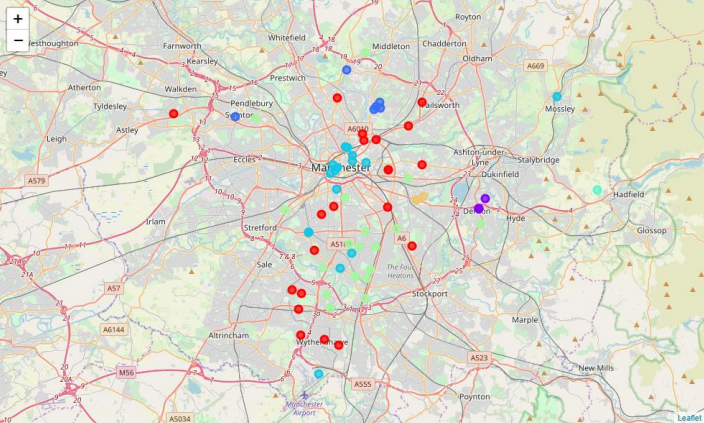 +
−
Royton
Whitefield
Westhoughton
Farnworth
Middleton
Chadderton
Kearsley
Oldham
A669
Prestwich
Atherton
Walkden
Tyldesley
Pendlebury
Failsworth
Mossley
Swinton
Astley
A6010
Leigh
Eccles
Ashton-under-
Lyne
Stalybridge
Manchester
Dukinfield
A579
Hadfield
Denton
Hyde
Irlam
Stretford
Glossop
A6
Sale
The Four
Heatons
A57
Stockport
A6144
Marple
Altrincham
Wythenshawe
A523
New Mills
M56
A555
Poynton
Manchester
Airport
A5034
Leaflet